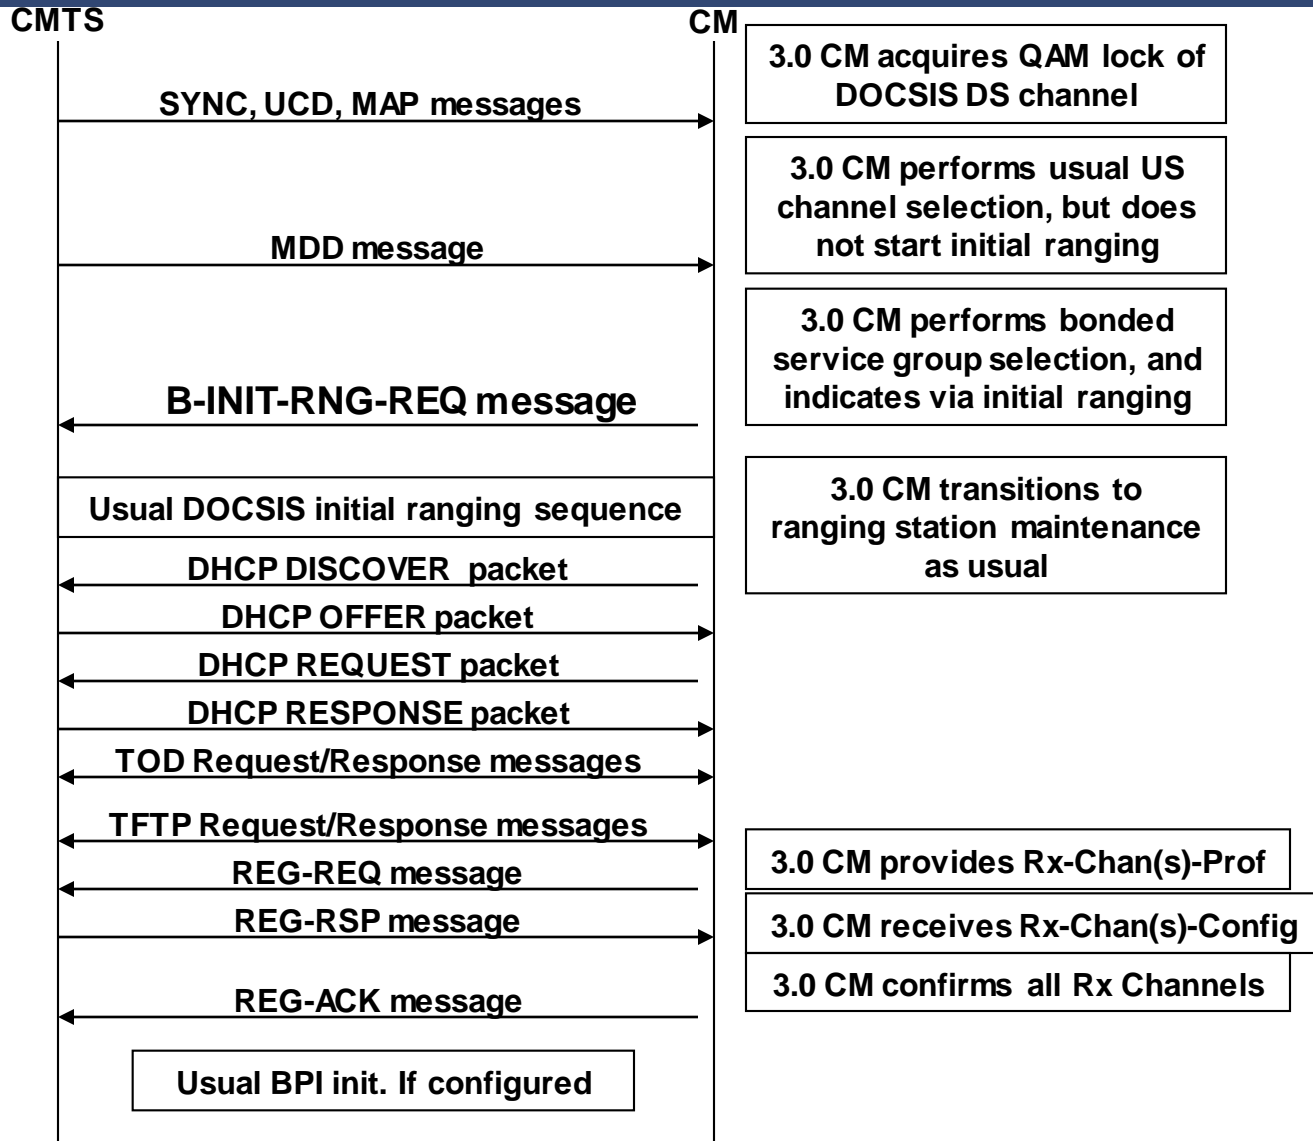 CMTS
CM
3.0 CM acquires QAM lock of
DOCSIS DS channel
SYNC, UCD, MAP messages
3.0 CM performs usual US
channel selection, but does
not start initial ranging
MDD message
3.0 CM performs bonded
service group selection, and
indicates via initial ranging
B-INIT-RNG-REQ message
3.0 CM transitions to
ranging station maintenance
as usual
Usual DOCSIS initial ranging sequence
DHCP DISCOVER packet
DHCP OFFER packet
DHCP REQUEST packet
DHCP RESPONSE packet
TOD Request/Response messages
TFTP Request/Response messages
3.0 CM provides Rx-Chan(s)-Prof
REG-REQ message
3.0 CM receives Rx-Chan(s)-Config
REG-RSP message
3.0 CM confirms all Rx Channels
REG-ACK message
Usual BPI init. If configured